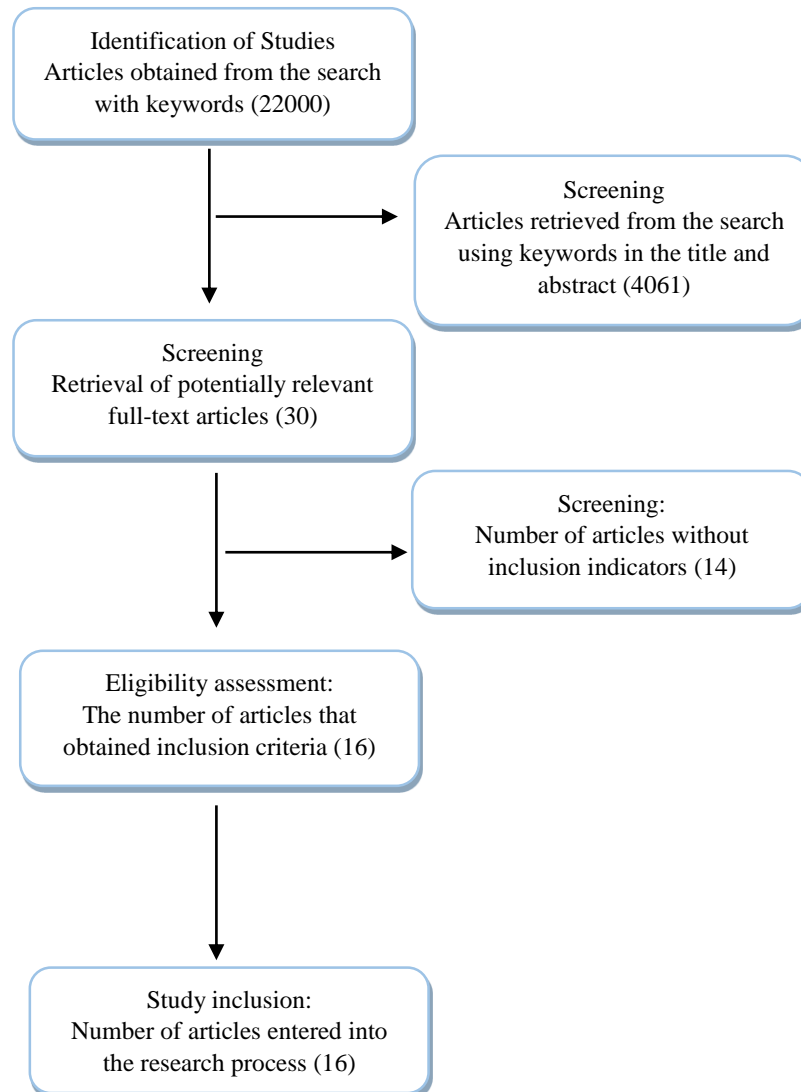 Identification of Studies
Articles obtained from the search
with keywords (22000)
Screening
Articles retrieved from the search
using keywords in the title and
abstract (4061)
Screening
Retrieval of potentially relevant
full-text articles (30)
Screening:
Number of articles without
inclusion indicators (14)
Eligibility assessment:
The number of articles that
obtained inclusion criteria (16)
Study inclusion:
Number of articles entered into
the research process (16)